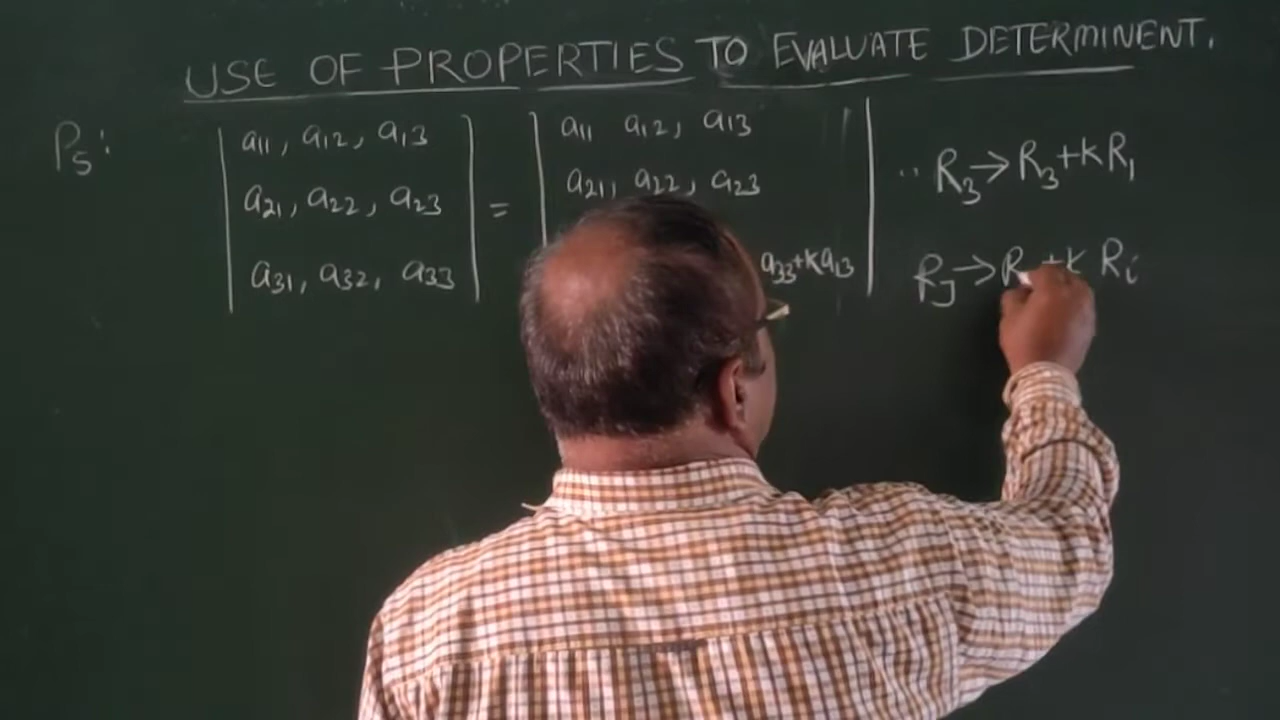 USE OF PROPERTIES TO EVALUATE DETERMINENT.
P5:
a11, a12, a13
a21, a22, a23
a31, a32, a33
=
a11 a12, a13
a21, a22, a23
a33+ka13
.. R3→R3+kR1
RJ→R +k Ri